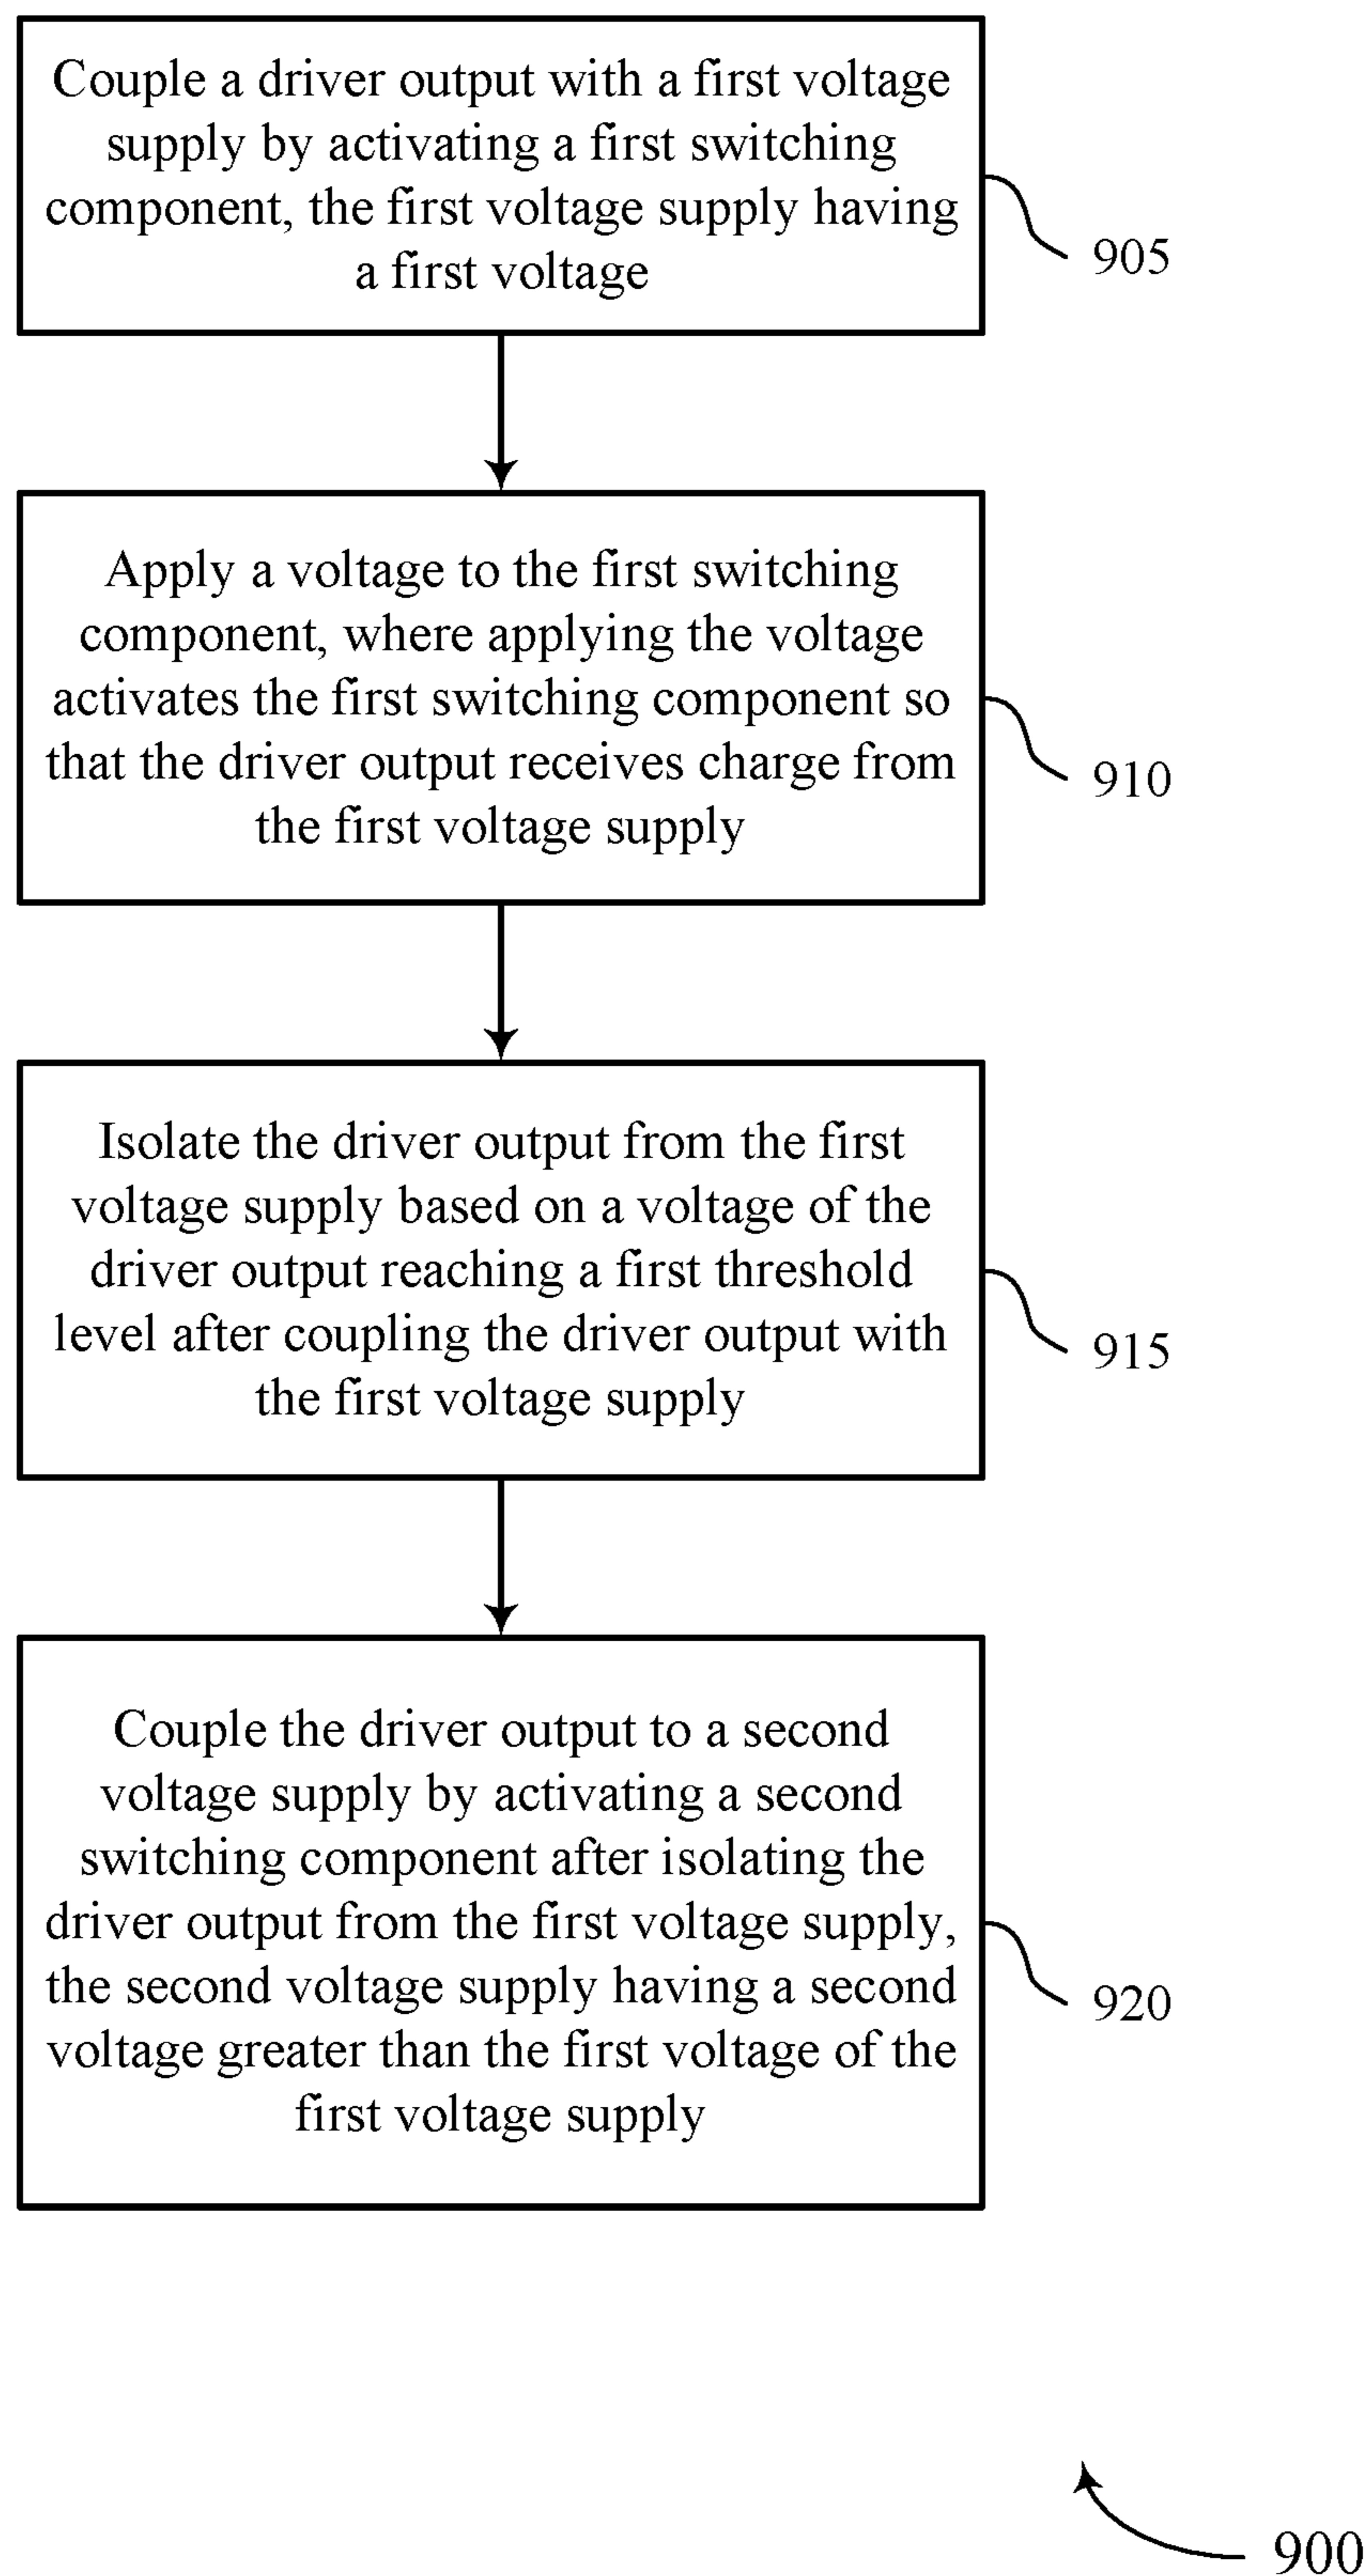 Couple a driver output with a first voltage
supply by activating a first switching
component, the first voltage supply having
a first voltage
905
Apply a voltage to the first switching
component, where applying the voltage
activates the first switching component so
that the driver output receives charge from
the first voltage supply
910
Isolate the driver output from the first
voltage supply based on a voltage of the
driver output reaching a first threshold
level after coupling the driver output with
the first voltage supply
915
Couple the driver output to a second
voltage supply by activating a second
switching component after isolating the
driver output from the first voltage supply,
the second voltage supply having a second
voltage greater than the first voltage of the
first voltage supply
920
900